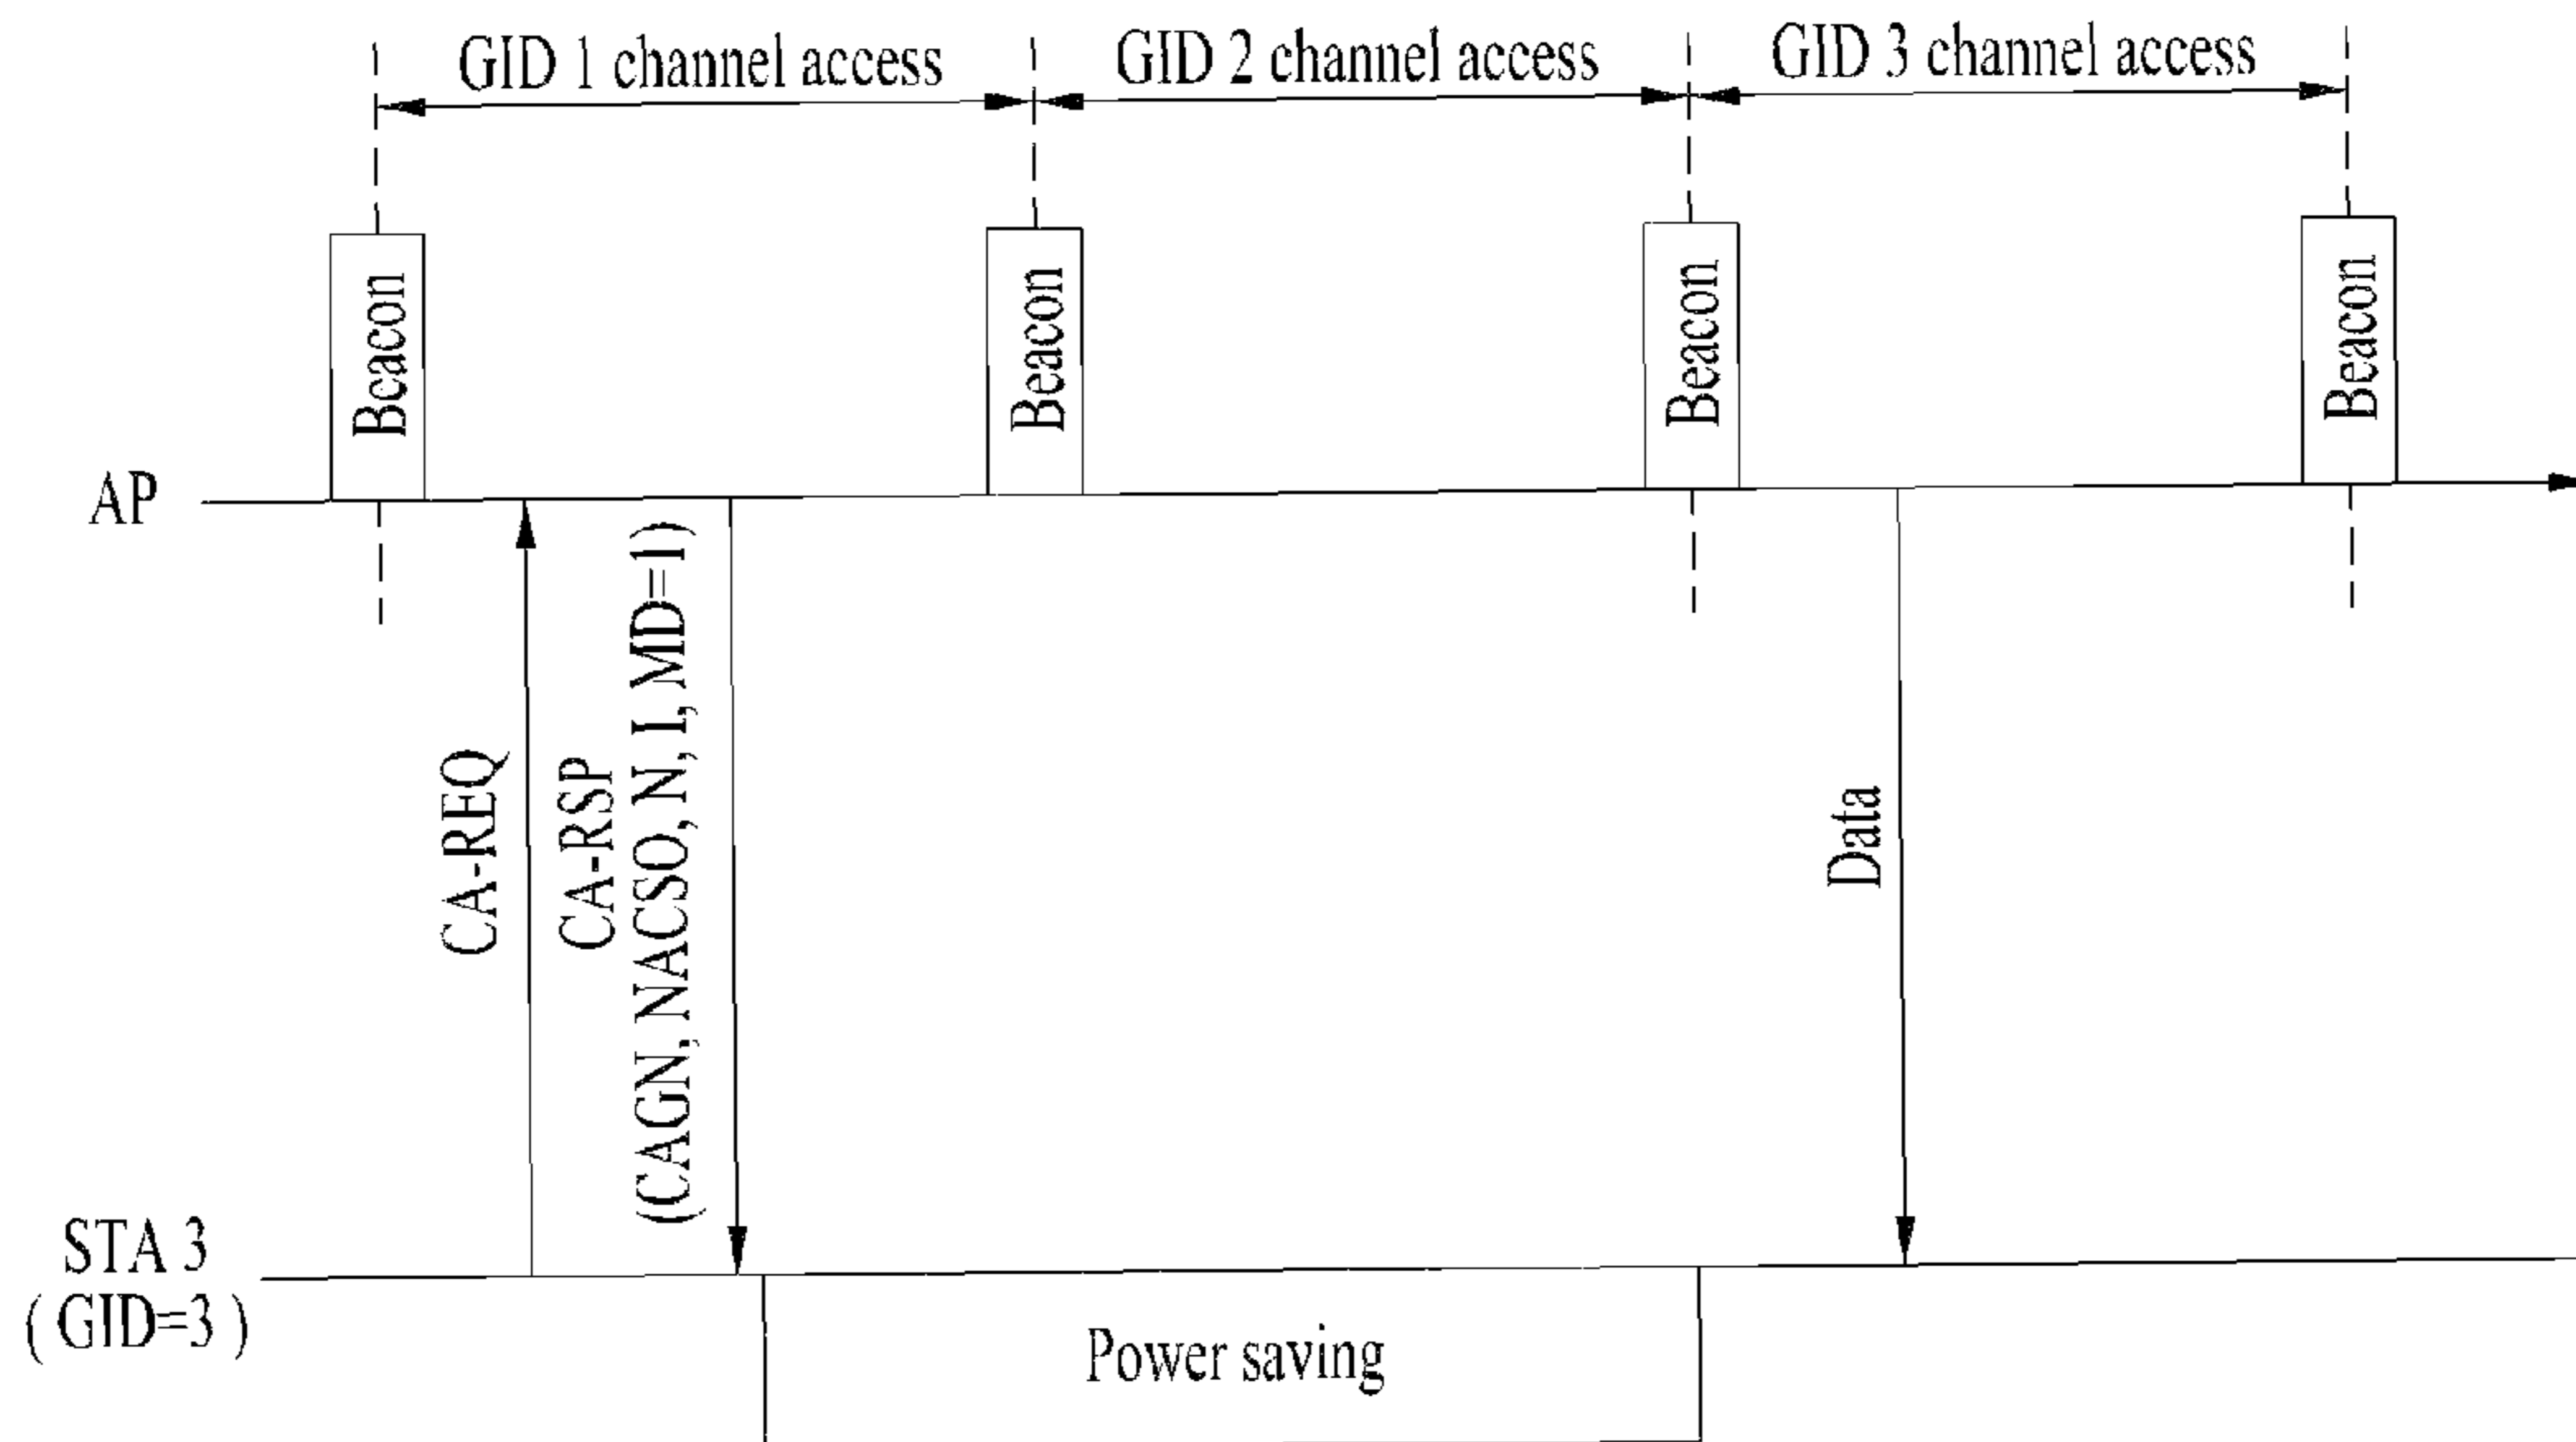 GID 1 channel access
GID 2 channel access
GID 3 channel access
Beacon
Beacon
Beacon
Beacon
AP
CA-REQ
CA-RSP
(CAGN, NACSO, N, I, MD=1)
Data
STA 3
( GID=3 )
Power saving